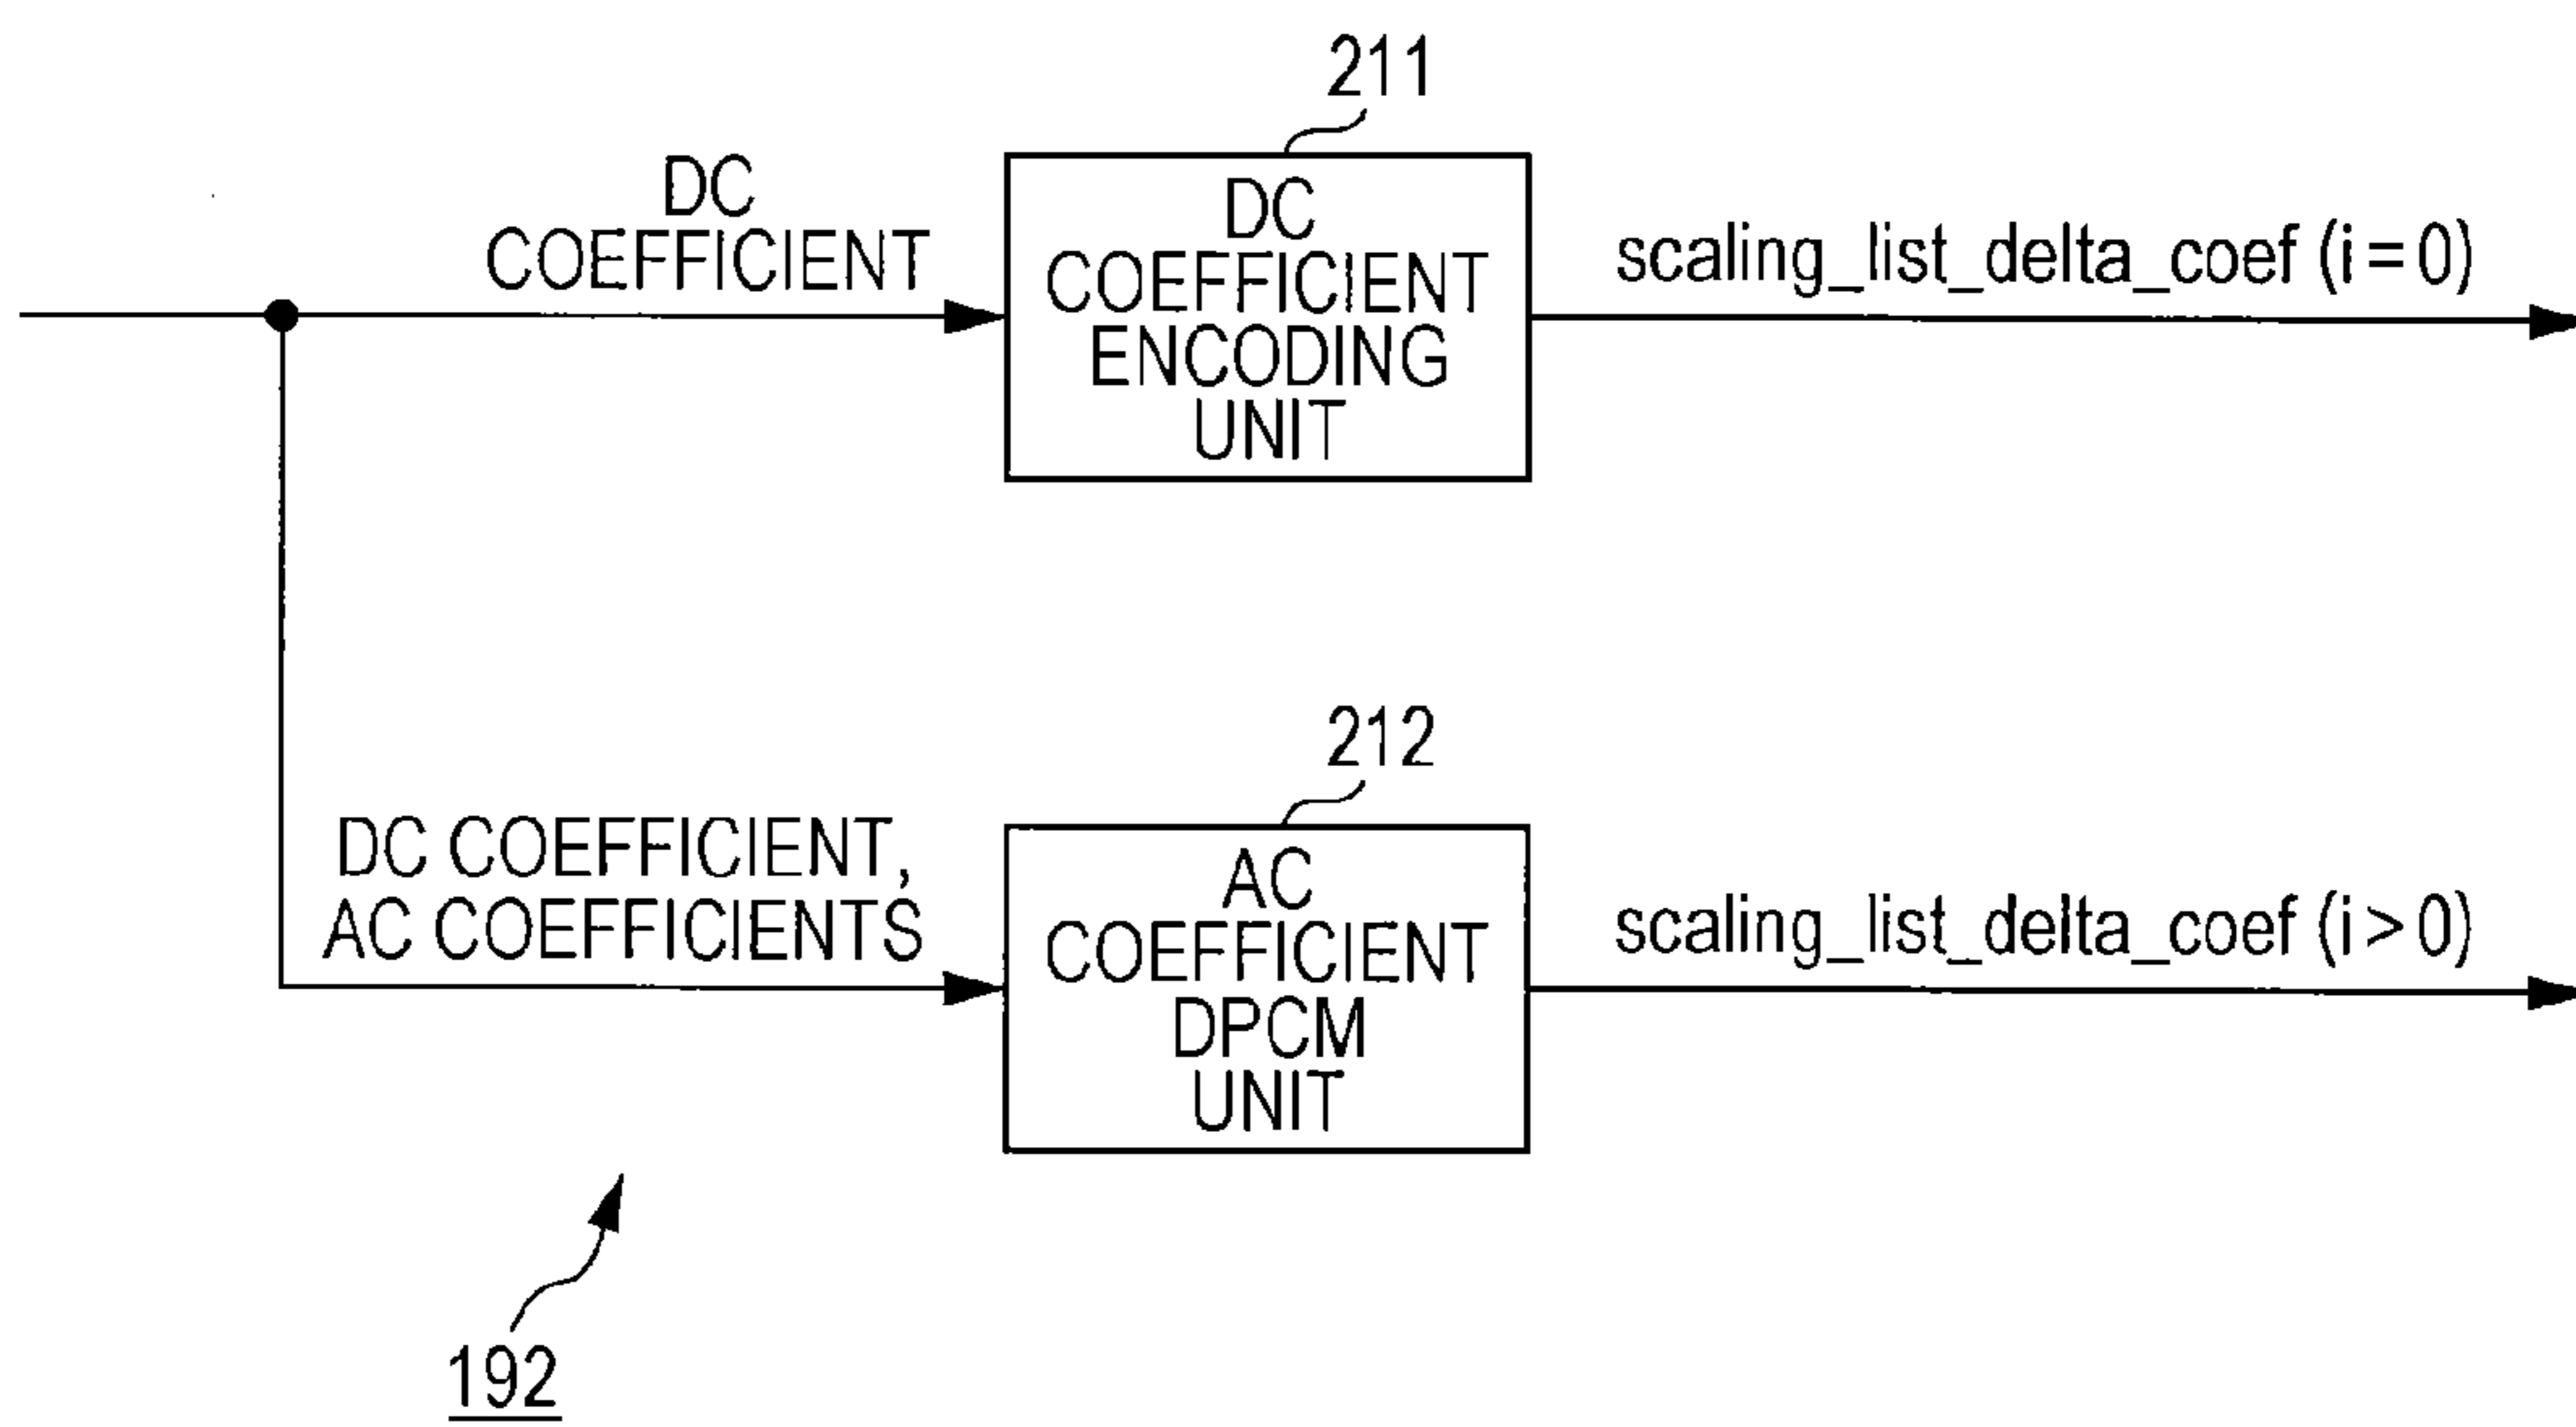 211
DC
COEFFICIENT
DC
COEFFICIENT
ENCODING
UNIT
scaling_list_delta_coef (i=0)
212
DC COEFFICIENT,
AC COEFFICIENTS
AC
COEFFICIENT
DPCM
UNIT
scaling_list_delta_coef (i>0)
192